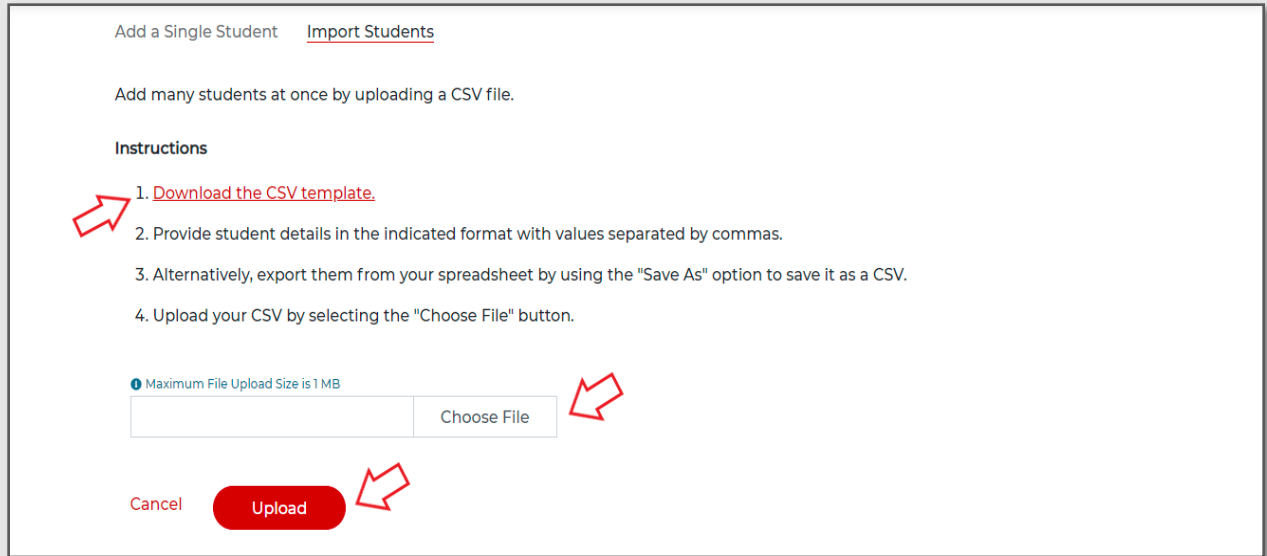 Add a Single Student Import Students
Add many students at once by uploading a CSV file.
Instructions
1. Download the CSV template.
2. Provide student details in the indicated format with values separated by commas.
3. Alternatively, export them from your spreadsheet by using the "Save As" option to save it as a CSV.
4. Upload your CSV by selecting the "Choose File" button.
Maximum File Upload Size is 1 MB
Choose File
Cancel Upload